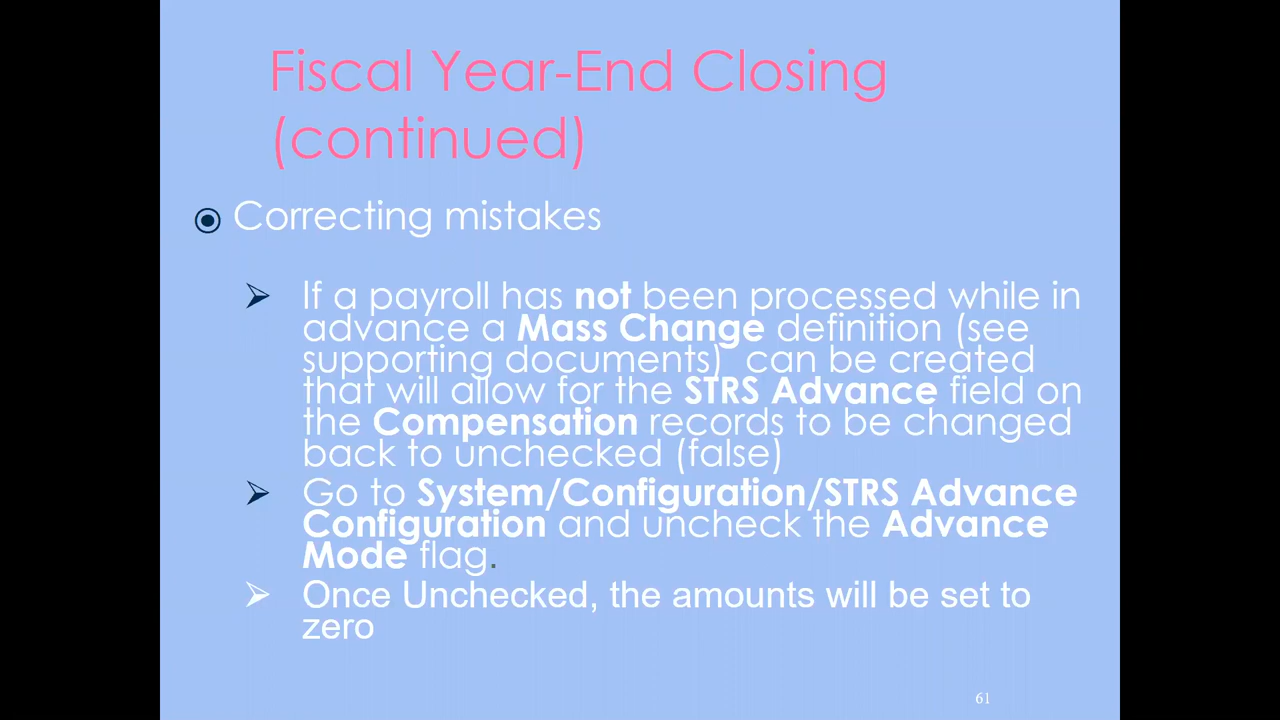 Fiscal Year-End Closing
(continued)
Correcting mistakes
If a payroll has not been processed while in
advance a Mass Change definition (see
supporting documents)  can be created
that will allow for the STRS Advance field on
the Compensation records to be changed
back to unchecked (false)
Go to System/Configuration/STRS Advance
Configuration and uncheck the Advance
Mode flag.
Once Unchecked, the amounts will be set to
zero
61